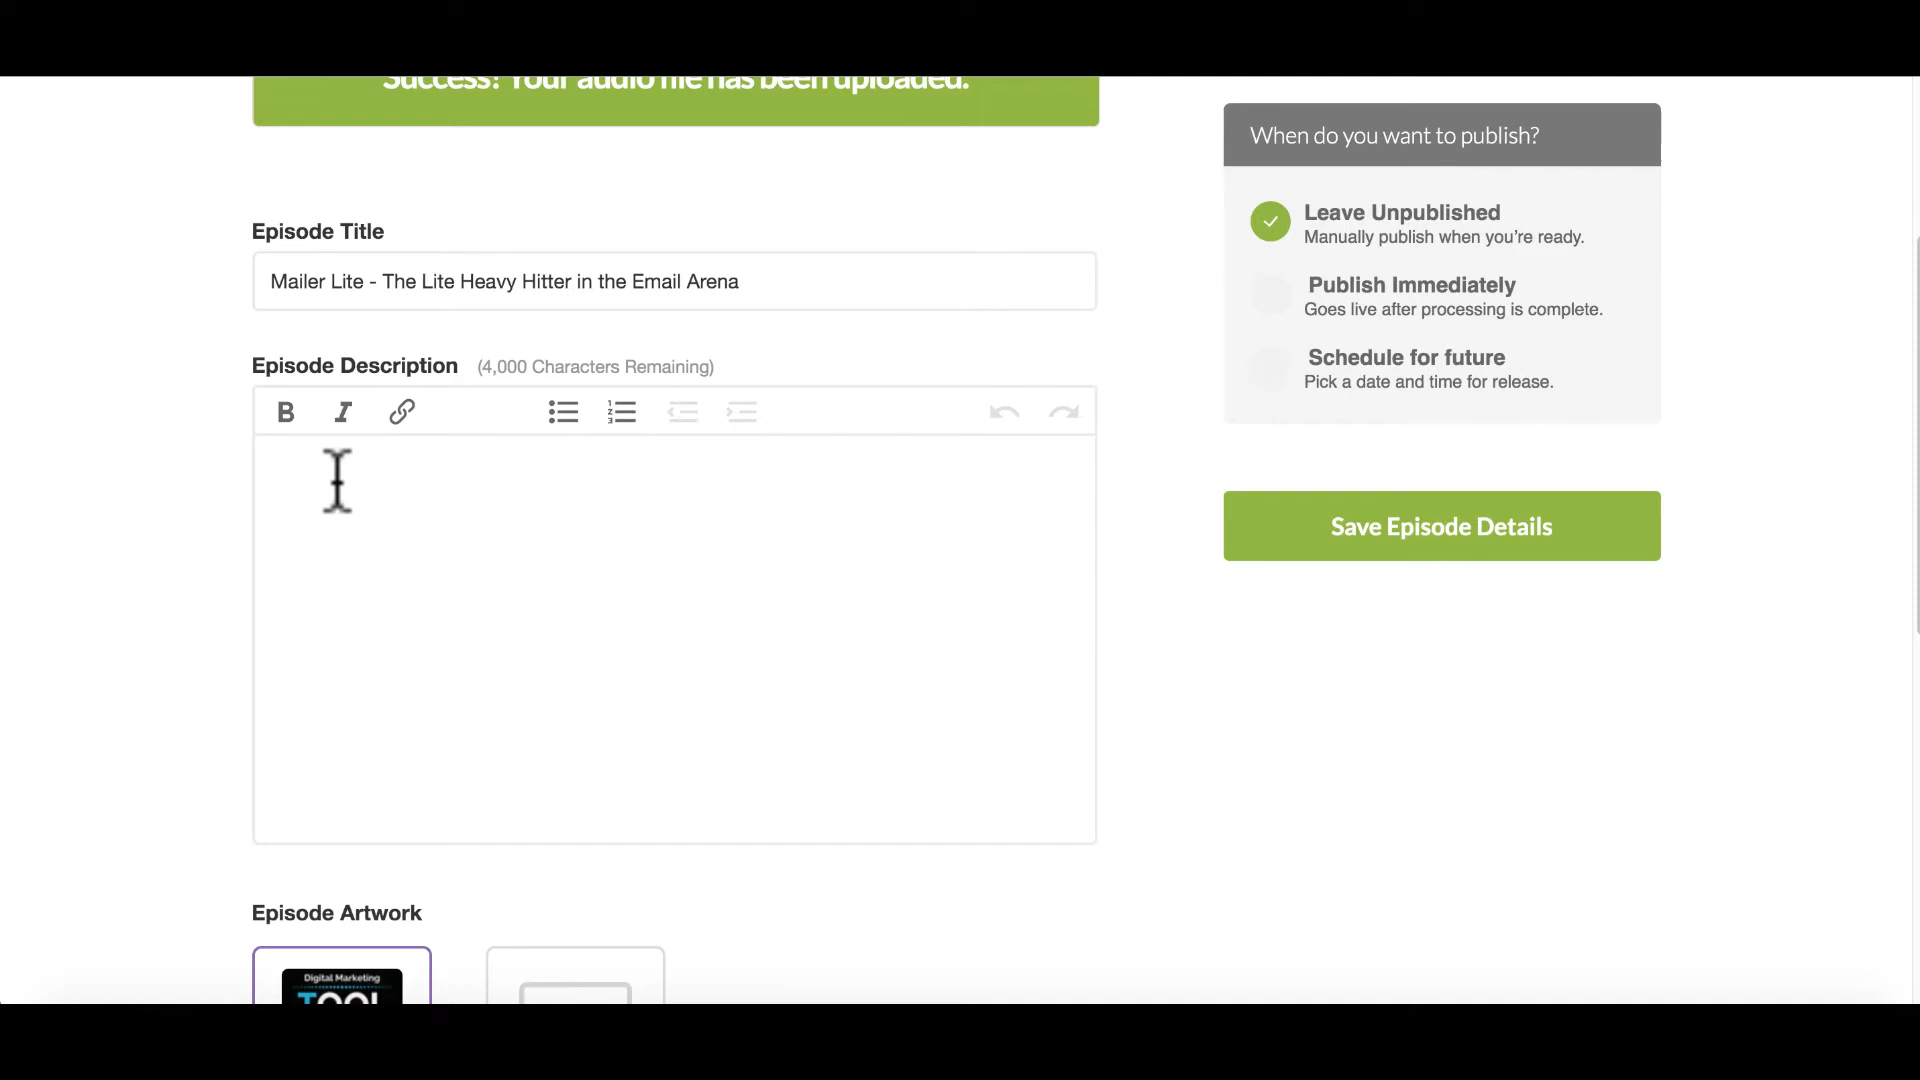 Success! Your audio file has been uploaded.
When do you want to publish?
Leave Unpublished
Manually publish when you're ready.
Publish Immediately
Goes live after processing is complete.
Schedule for future
Pick a date and time for release.
Save Episode Details
Episode Title
Mailer Lite - The Lite Heavy Hitter in the Email Arena
Episode Description (4,000 Characters Remaining)
Episode Artwork
Digital Marketing
TOOL